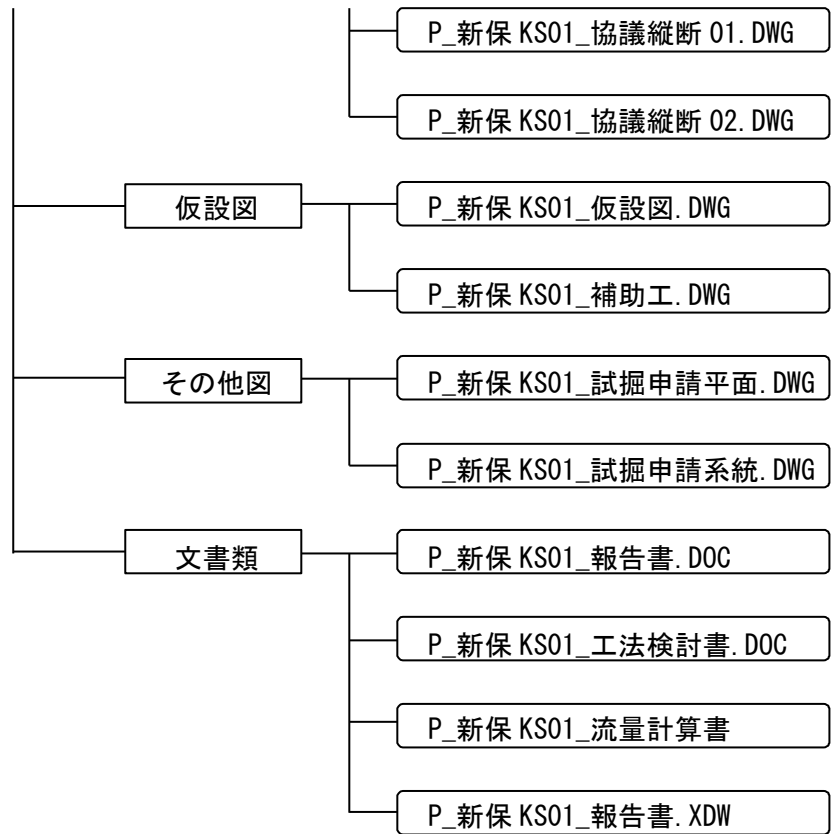 P_新保KS01_協議縦断01.DWG
P_新保KS01_協議縦断02.DWG
仮設図
P_新保KS01_仮設図.DWG
P_新保KS01_補助工.DWG
その他図
P_新保KS01_試掘申請平面.DWG
P_新保KS01_試掘申請系統.DWG
文書類
P_新保KS01_報告書.DOC
P_新保KS01_工法検討書.DOC
P_新保KS01_流量計算書
P_新保KS01_報告書.XDW